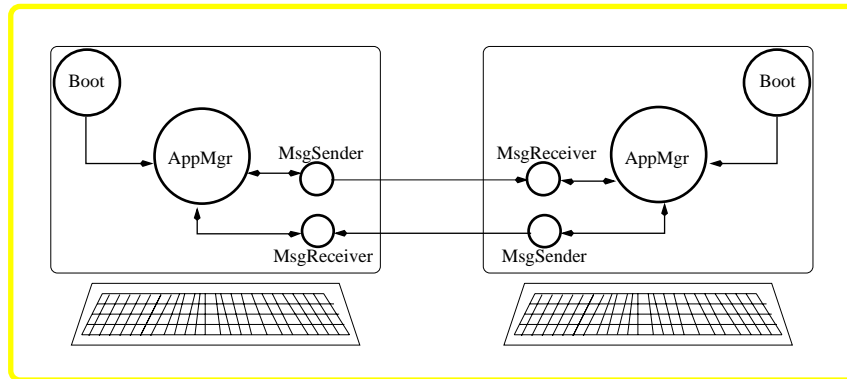 Boot
AppMgr
MsgSender
MsgReceiver
Boot
AppMgr
MsgReceiver
MsgSender